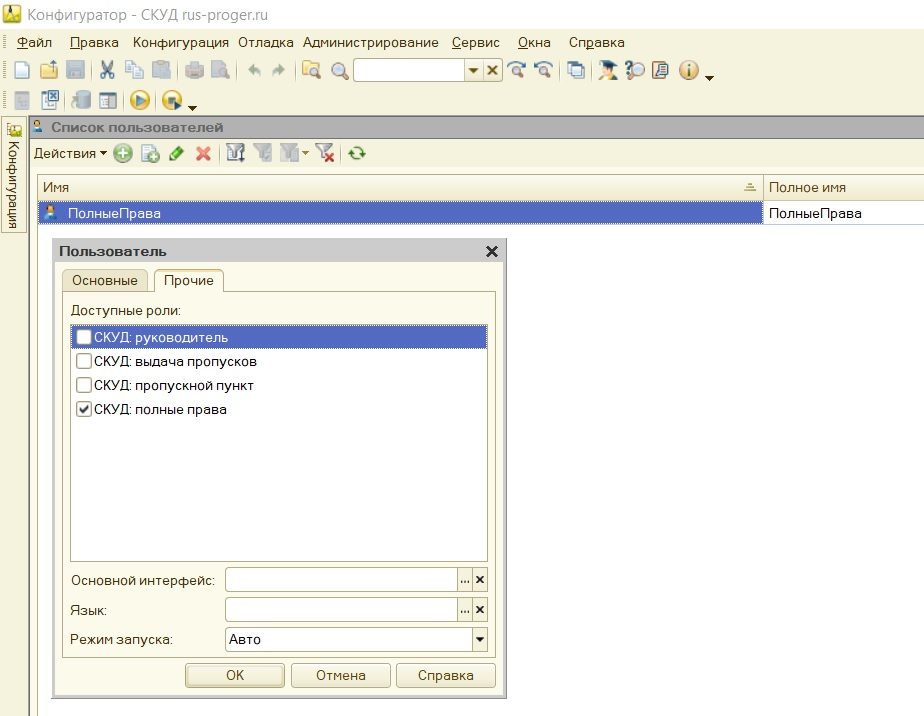 Конфигуратор - СКУД rus-proger.ru
Файл Правка Конфигурация Отладка Администрирование Сервис Окна Справка
Конфигурация
Список пользователей
Действия
Имя Полное имя
ПолныеПрава ПолныеПрава
Пользователь
Основные Прочие
Доступные роли:
СКУД: руководитель
СКУД: выдача пропусков
СКУД: пропускной пункт
СКУД: полные права
Основной интерфейс:
Язык:
Режим запуска: Авто
OK Отмена Справка